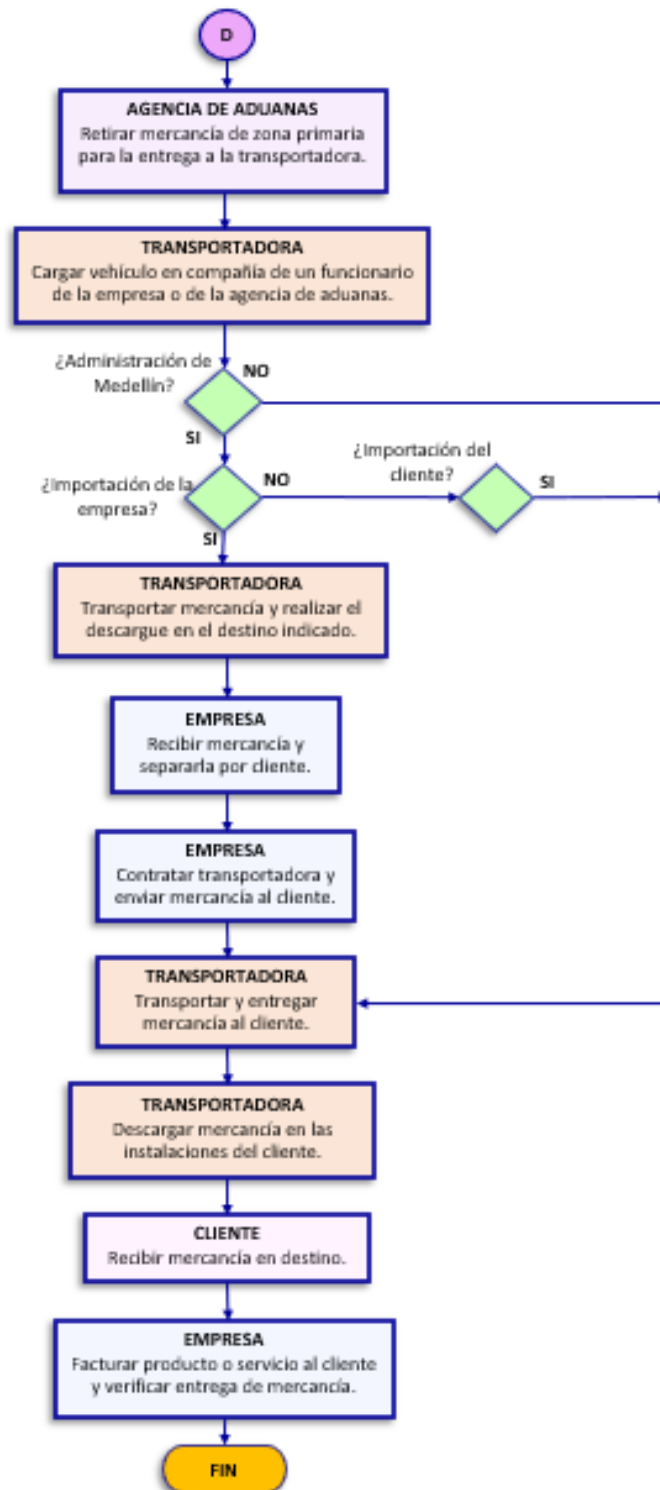 D
AGENCIA DE ADUANAS
Retirar mercancía de zona primaria
para la entrega a la transportadora.
TRANSPORTADORA
Cargar vehículo en compañía de un funcionario
de la empresa o de la agencia de aduanas.
¿Administración de
Medellín?
NO
SI
¿Importación de la
empresa?
NO
¿Importación del
cliente?
SI
SI
TRANSPORTADORA
Transportar mercancía y realizar el
descargue en el destino indicado.
EMPRESA
Recibir mercancía y
separarla por cliente.
EMPRESA
Contratar transportadora y
enviar mercancía al cliente.
TRANSPORTADORA
Transportar y entregar
mercancía al cliente.
TRANSPORTADORA
Descargar mercancía en las
instalaciones del cliente.
CLIENTE
Recibir mercancía en destino.
EMPRESA
Facturar producto o servicio al cliente
y verificar entrega de mercancía.
FIN